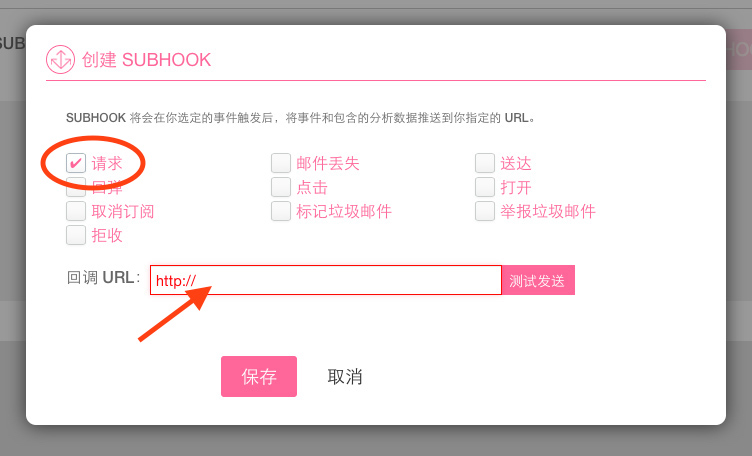 SUB
HO
创建 SUBHOOK
SUBHOOK 将会在你选定的事件触发后，将事件和包含的分析数据推送到你指定的 URL。
请求 邮件丢失 送达
回弹 点击 打开
取消订阅 标记垃圾邮件 举报垃圾邮件
拒收
回调 URL： http:// 测试发送
保存 取消